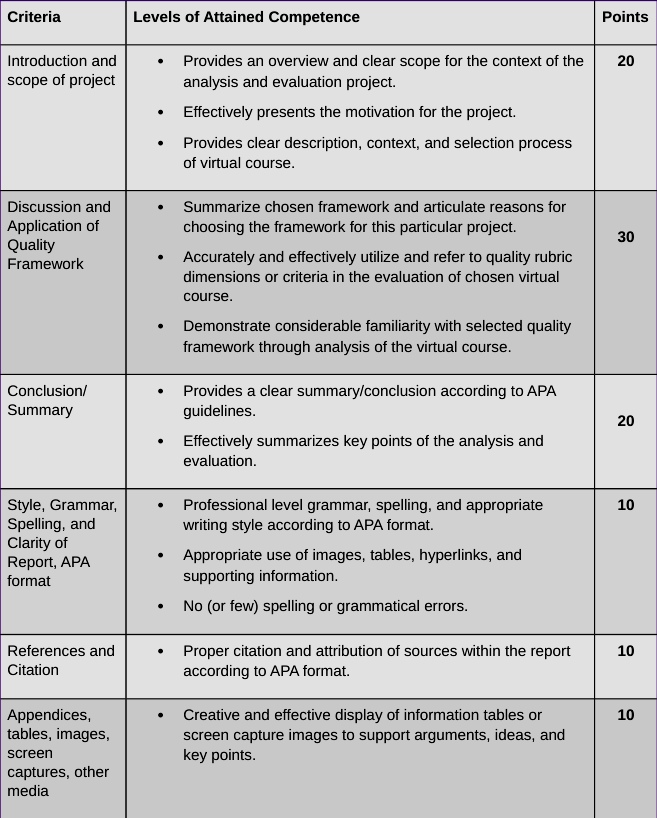 Criteria
Levels of Attained Competence
Points
Introduction and
scope of project
• Provides an overview and clear scope for the context of the
analysis and evaluation project.
• Effectively presents the motivation for the project.
• Provides clear description, context, and selection process
of virtual course.
20
Discussion and
Application of
Quality
Framework
• Summarize chosen framework and articulate reasons for
choosing the framework for this particular project.
• Accurately and effectively utilize and refer to quality rubric
dimensions or criteria in the evaluation of chosen virtual
course.
• Demonstrate considerable familiarity with selected quality
framework through analysis of the virtual course.
30
Conclusion/
Summary
• Provides a clear summary/conclusion according to APA
guidelines.
• Effectively summarizes key points of the analysis and
evaluation.
20
Style, Grammar,
Spelling, and
Clarity of
Report, APA
format
• Professional level grammar, spelling, and appropriate
writing style according to APA format.
• Appropriate use of images, tables, hyperlinks, and
supporting information.
• No (or few) spelling or grammatical errors.
10
References and
Citation
• Proper citation and attribution of sources within the report
according to APA format.
10
Appendices,
tables, images,
screen
captures, other
media
• Creative and effective display of information tables or
screen capture images to support arguments, ideas, and
key points.
10